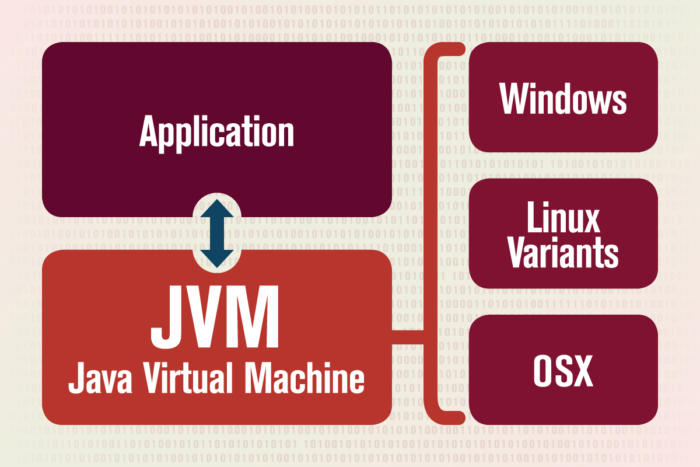 Application
JVM
Java Virtual Machine
Windows
Linux
Variants
OSX